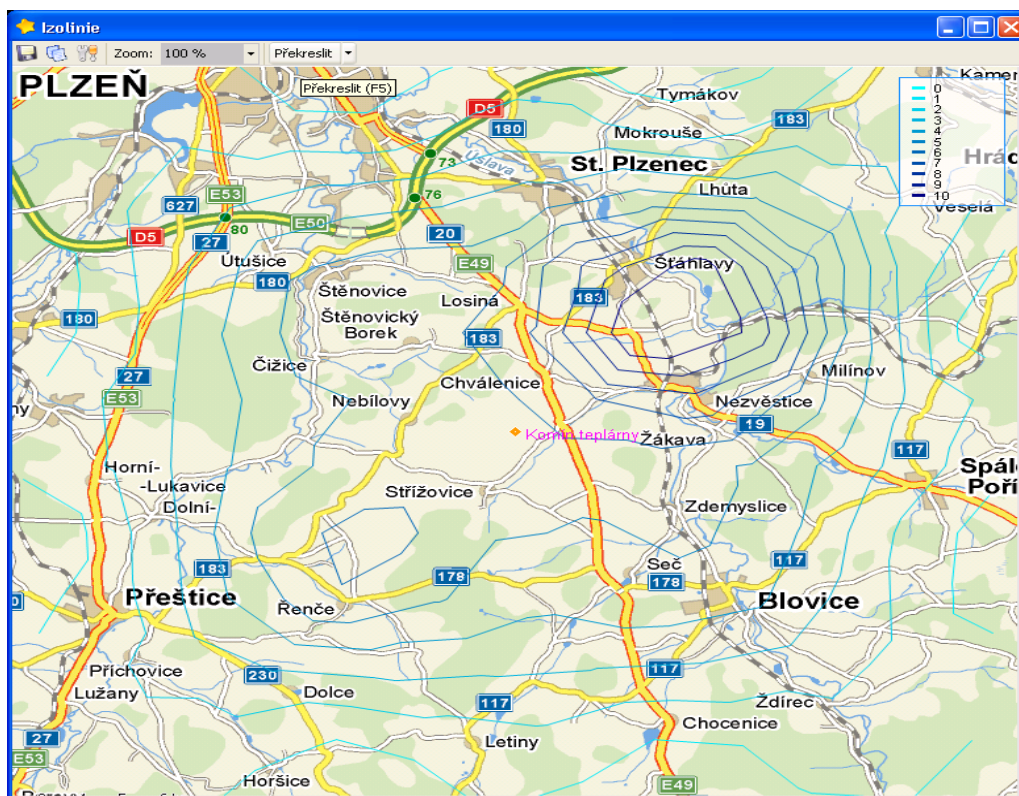 Izolinie
Zoom: 100 % Překreslit
Překreslit (F5)
PLZEŇ
D5
180
Tymákov
183
Mokrouše
0
1
2
3
4
5
6
7
8
9
10
73
Úslava
St. Plzenec
Lhůta
Veselá
E53
76
627
80
E50
D5
27
20
Útušice
E49
Šťáhlavy
180
Štěnovice
Losiná
183
180
Štěnovický
Borek
183
Čižice
Milínov
27
Chválenice
E53
Nebílovy
Nezvěstice
19
Komín teplárny
Žákava
117
Horní-
-Lukavice
Dolní-
Střížovice
Spál
Poří
Zdemyslice
183
178
Seč
178
117
Přeštice
Řenče
Blovice
Příchovice
117
230
Lužany
Dolce
117
Ždírec
27
Chocenice
Letiny
E53
Horšice
E49